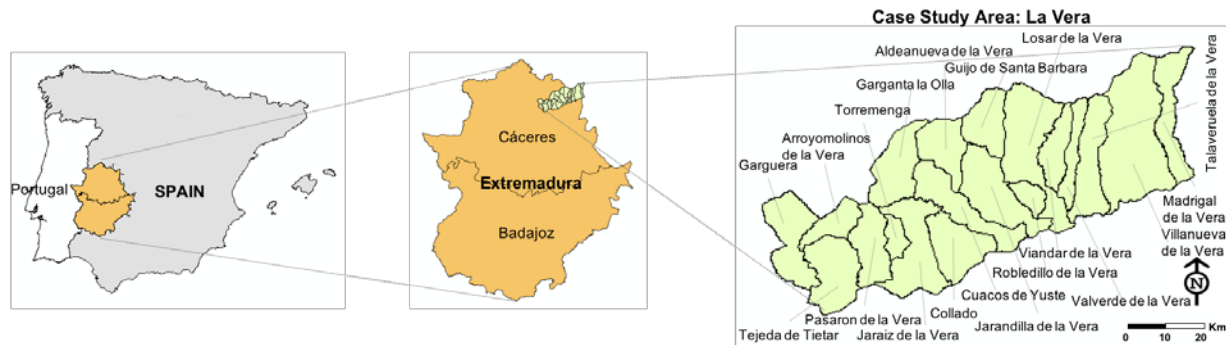 Case Study Area: La Vera
Portugal
SPAIN
Cáceres
Extremadura
Badajoz
Losar de la Vera
Aldeanueva de la Vera
Guijo de Santa Barbara
Garganta la Olla
Torremenga
Arroyomolinos
de la Vera
Garguera
Talaveruela de la Vera
Madrigal
de la Vera
Villanueva
de la Vera
Viandar de la Vera
Robledillo de la Vera
Cuacos de Yuste
Valverde de la Vera
Collado
Pasaron de la Vera
Jarandilla de la Vera
Tejeda de Tietar
Jaraiz de la Vera
N
0 10 20 Km